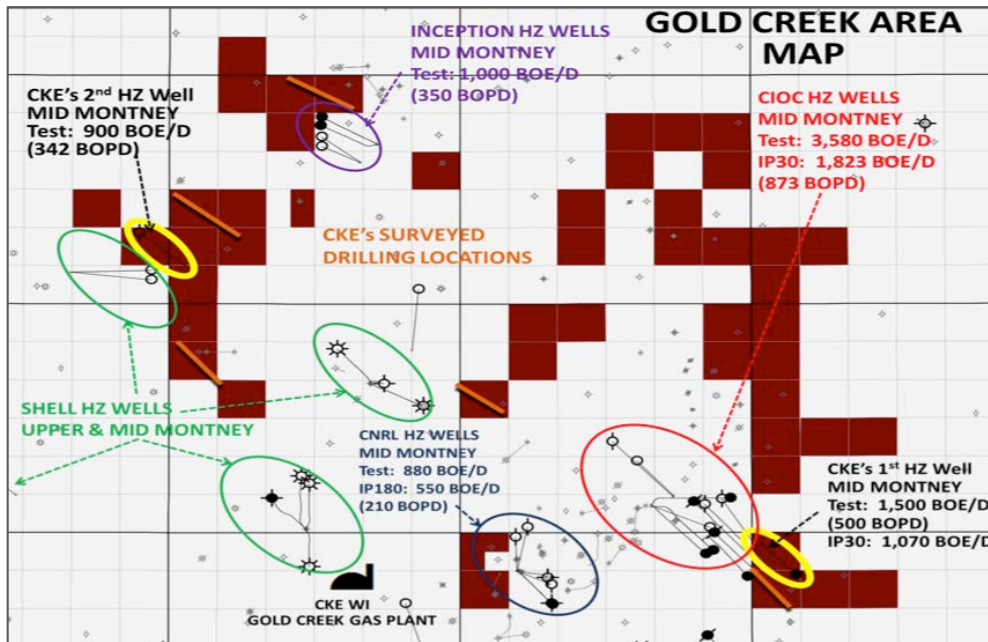 GOLD CREEK AREA
MAP
INCEPTION HZ WELLS
MID MONTNEY
Test: 1,000 BOE/D
(350 BOPD)
CKE's 2nd HZ Well
MID MONTNEY
Test: 900 BOE/D
(342 BOPD)
CIOC HZ WELLS
MID MONTNEY
Test: 3,580 BOE/D
IP30: 1,823 BOE/D
(873 BOPD)
CKE's SURVEYED
DRILLING LOCATIONS
SHELL HZ WELLS
UPPER & MID MONTNEY
CNRL HZ WELLS
MID MONTNEY
Test: 880 BOE/D
IP180: 550 BOE/D
(210 BOPD)
CKE's 1st HZ Well
MID MONTNEY
Test: 1,500 BOE/D
(500 BOPD)
IP30: 1,070 BOE/D
CKE WI
GOLD CREEK GAS PLANT